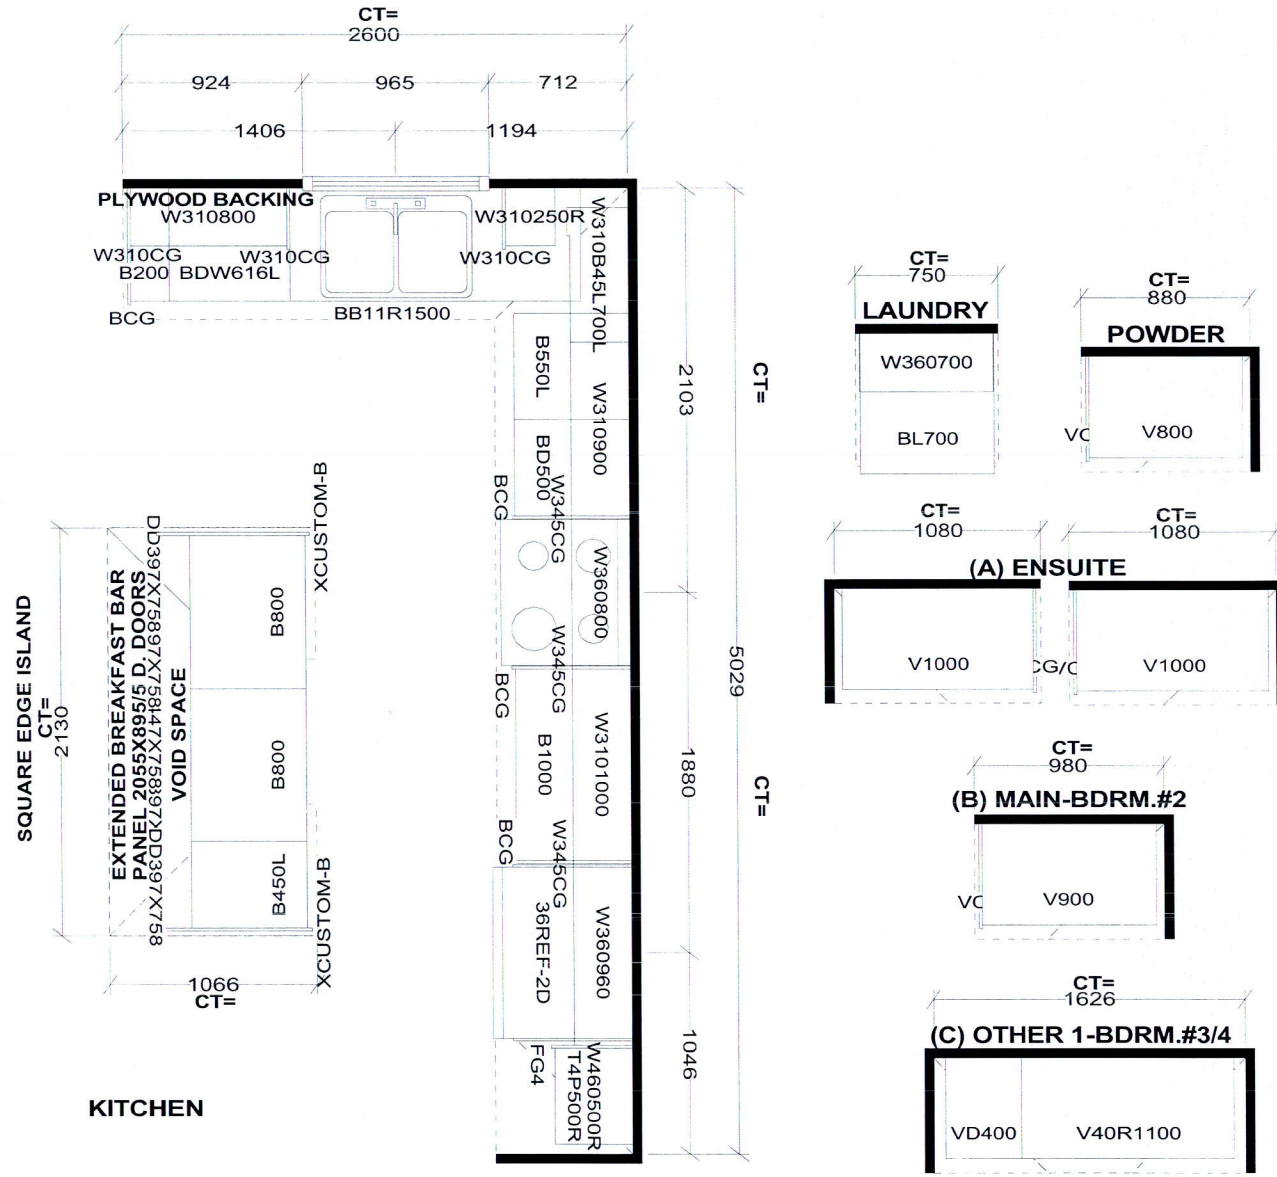 CT=
2600
924
965
712
1406
1194
PLYWOOD BACKING
W310800
W310CG
W310CG
B200
BDW616L
BCG
BB11R1500
W310250R
W310CG
W310B45L700L
B550L
W310900
BD500
BCG
W345CG
W360800
W345CG
BCG
B1000
W3101000
BCG
W345CG
36REF-2D
W360960
FG4
W460500R
T4P500R
2103
1880
1046
5029
CT=
CT=
SQUARE EDGE ISLAND
CT=
2130
EXTENDED BREAKFAST BAR
PANEL 2055X895/5 D. DOORS
VOID SPACE
XCUSTOM-B
B800
B800
B450L
XCUSTOM-B
1066
CT=
KITCHEN
CT=
750
LAUNDRY
W360700
BL700
CT=
880
POWDER
V800
CT=
1080
CT=
1080
(A) ENSUITE
V1000
CG/C
V1000
CT=
980
(B) MAIN-BDRM.#2
V900
CT=
1626
(C) OTHER 1-BDRM.#3/4
VD400
V40R1100